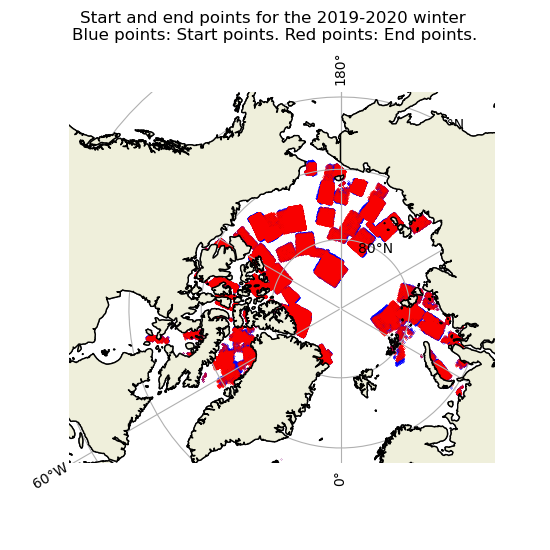 Start and end points for the 2019-2020 winter
Blue points: Start points. Red points: End points.
180°
80°N
60°W
0°